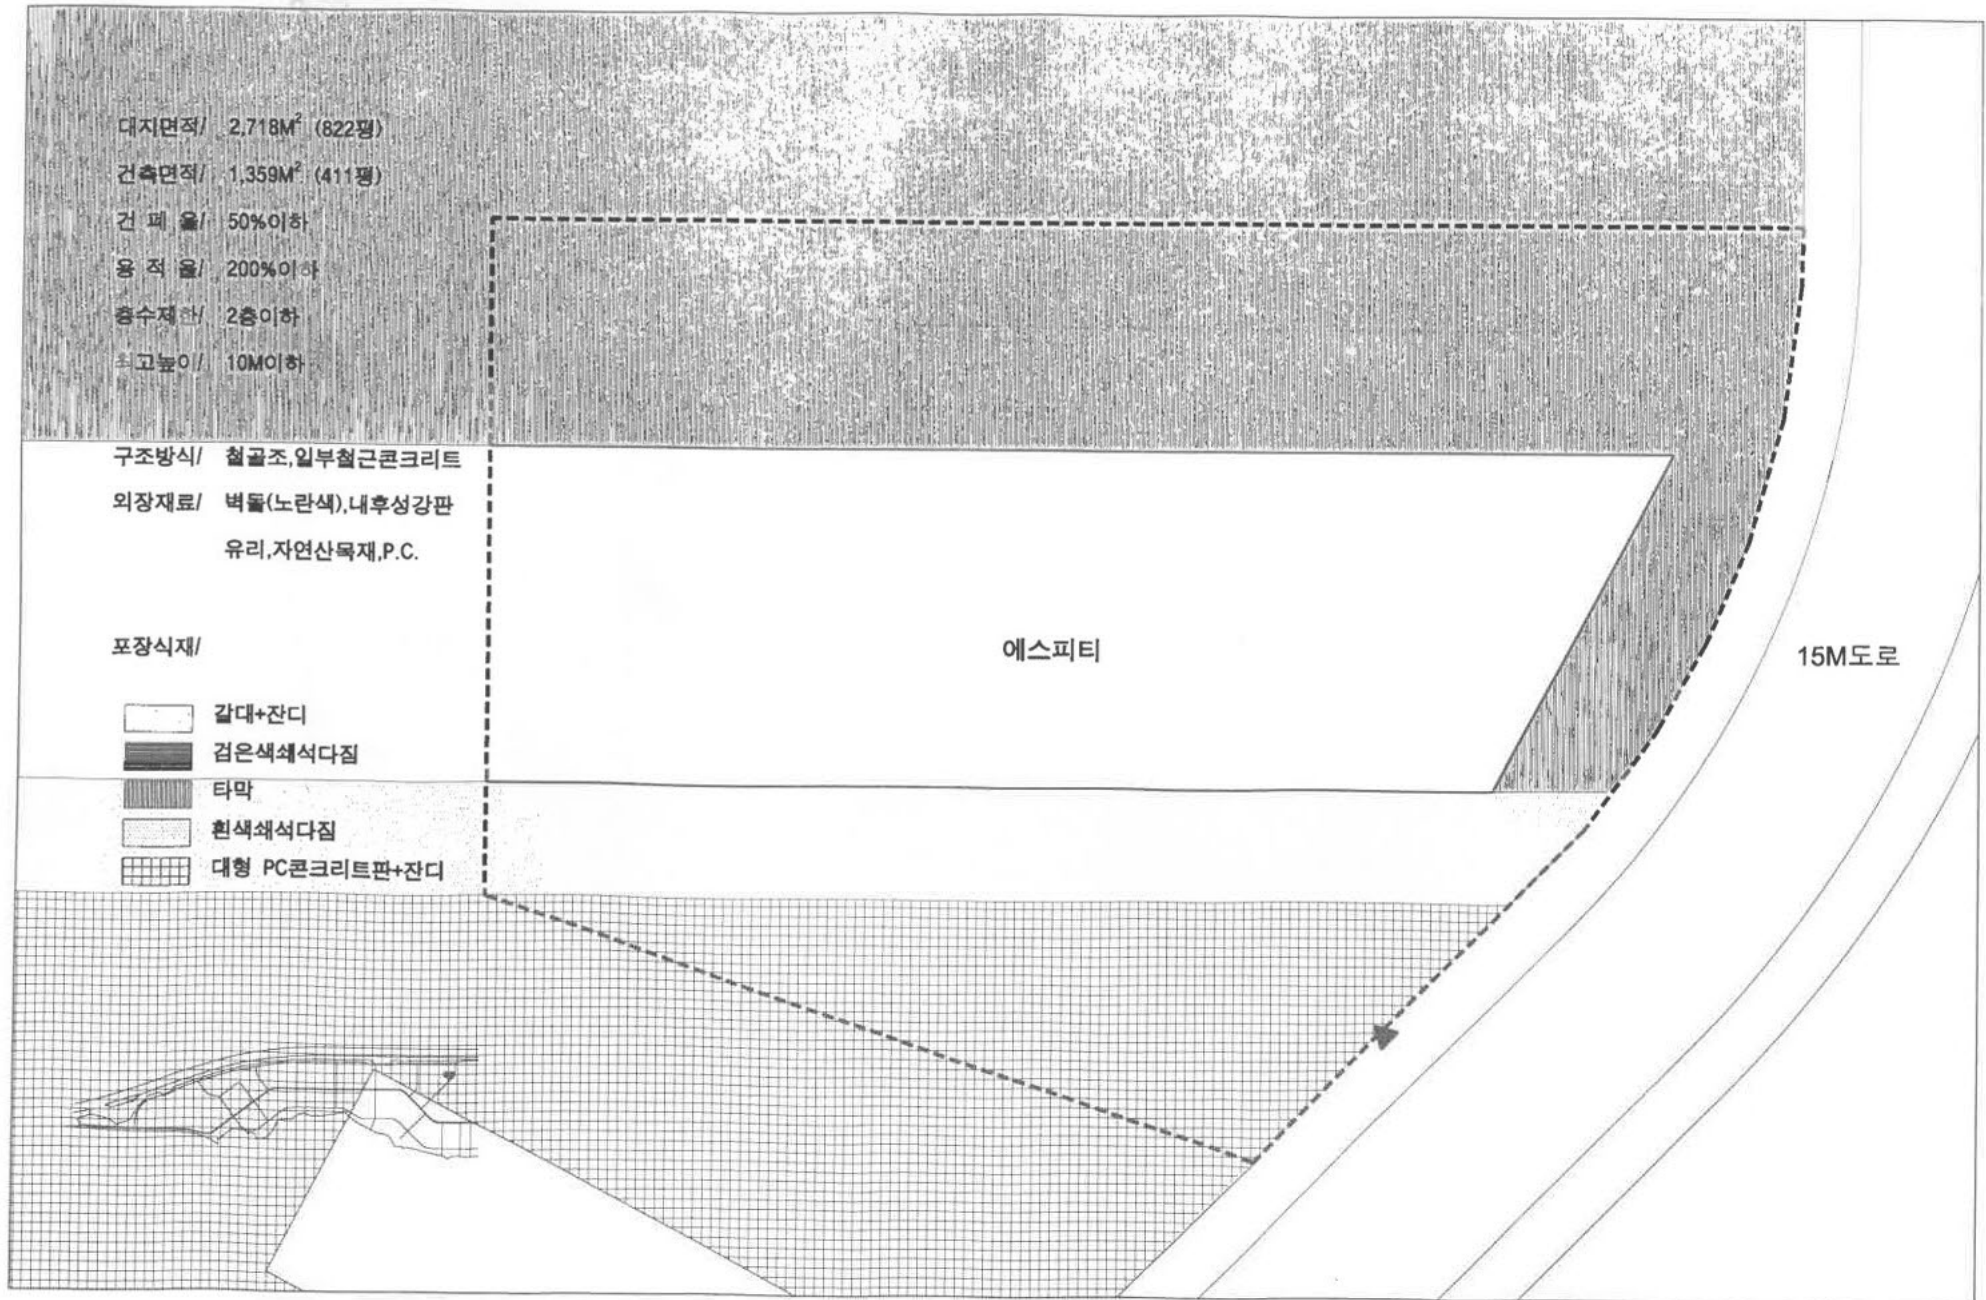 대지면적/ 2,718M² (822평)
건축면적/ 1,359M² (411평)
건 폐 율/ 50%이하
용 적 율/ 200%이하
층수제한/ 2층이하
최고높이/ 10M이하
구조방식/ 철골조,일부철근콘크리트
외장재료/ 벽돌(노란색),내후성강판
유리,자연산목재,P.C.
포장식재/
갈대+잔디
검은색쇄석다짐
타막
흰색쇄석다짐
대형 PC콘크리트판+잔디
에스피티
15M도로